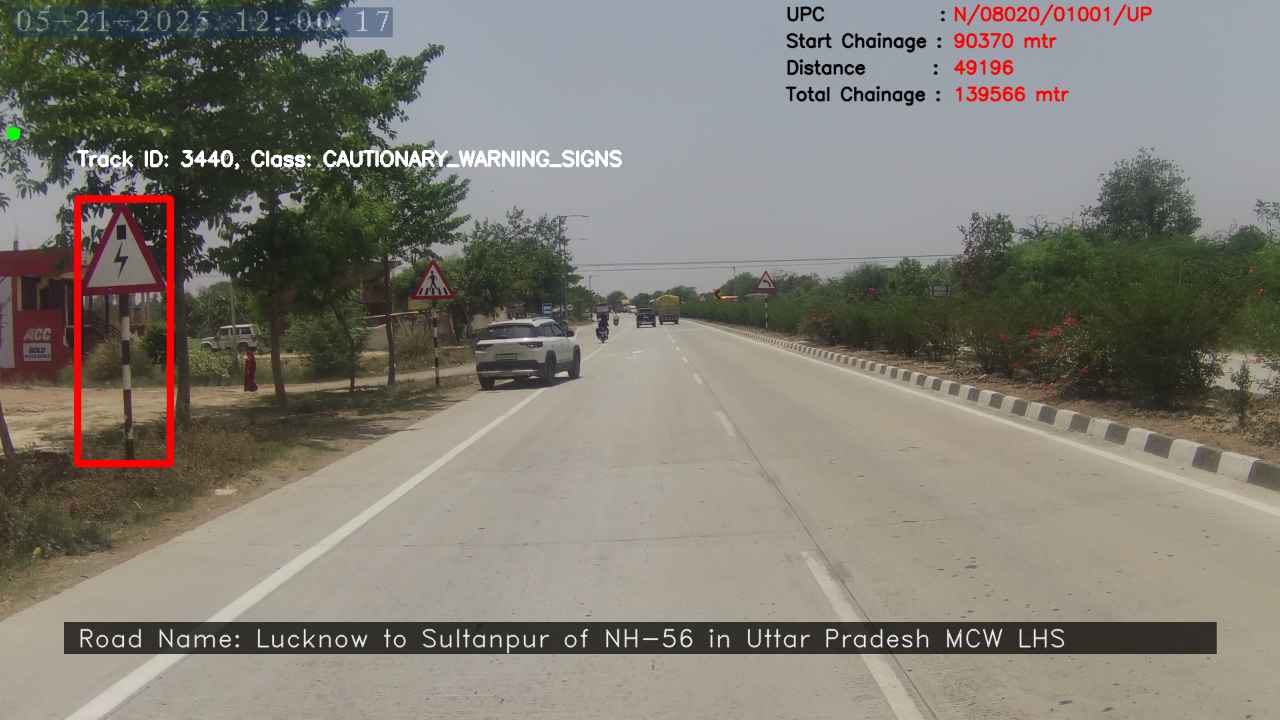 05-21-2025 12:00:17
UPC : N/08020/01001/UP
Start Chainage : 90370 mtr
Distance : 49196
Total Chainage : 139566 mtr
Track ID: 3440, Class: CAUTIONARY_WARNING_SIGNS
ACC
GOLD
Road Name: Lucknow to Sultanpur of NH-56 in Uttar Pradesh MCW LHS